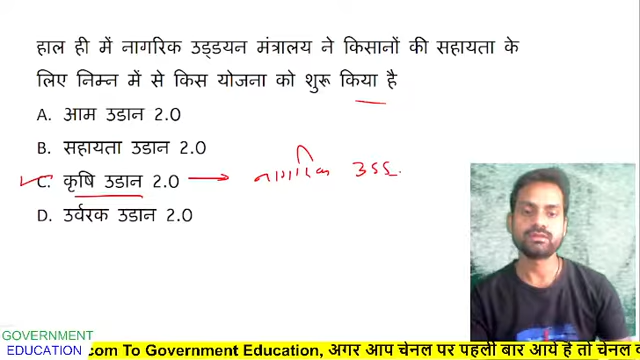 हाल ही में नागरिक उड्डयन मंत्रालय ने किसानों की सहायता के
लिए निम्न में से किस योजना को शुरू किया है
A. आम उडान 2.0
B. सहायता उडान 2.0
C. कृषि उडान 2.0
D. उर्वरक उडान 2.0
GOVERNMENT
EDUCATION
com To Government Education, अगर आप चेनल पर पहली बार आये है तो चेनल